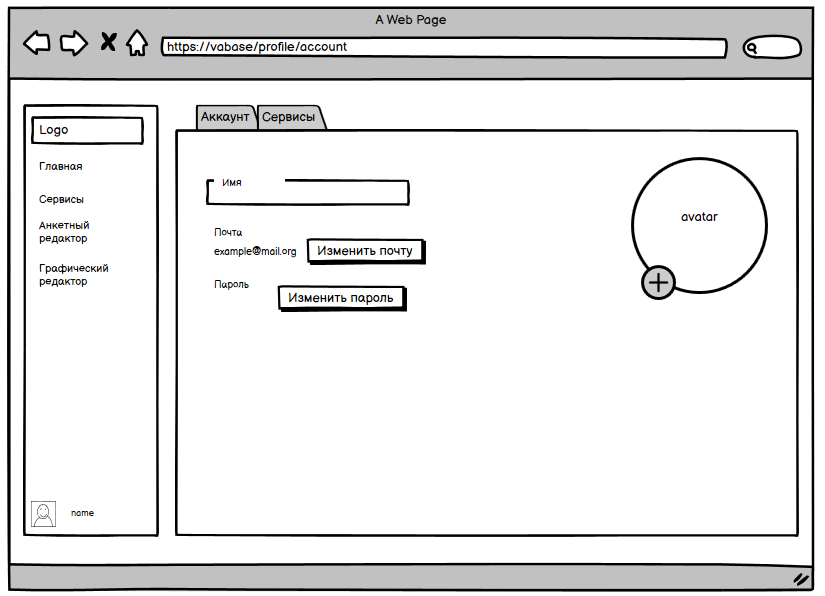 A Web Page
https://vabase/profile/account
Logo
Главная
Сервисы
Анкетный
редактор
Графический
редактор
name
Аккаунт
Сервисы
Имя
Почта
example@mail.org
Изменить почту
Пароль
Изменить пароль
avatar